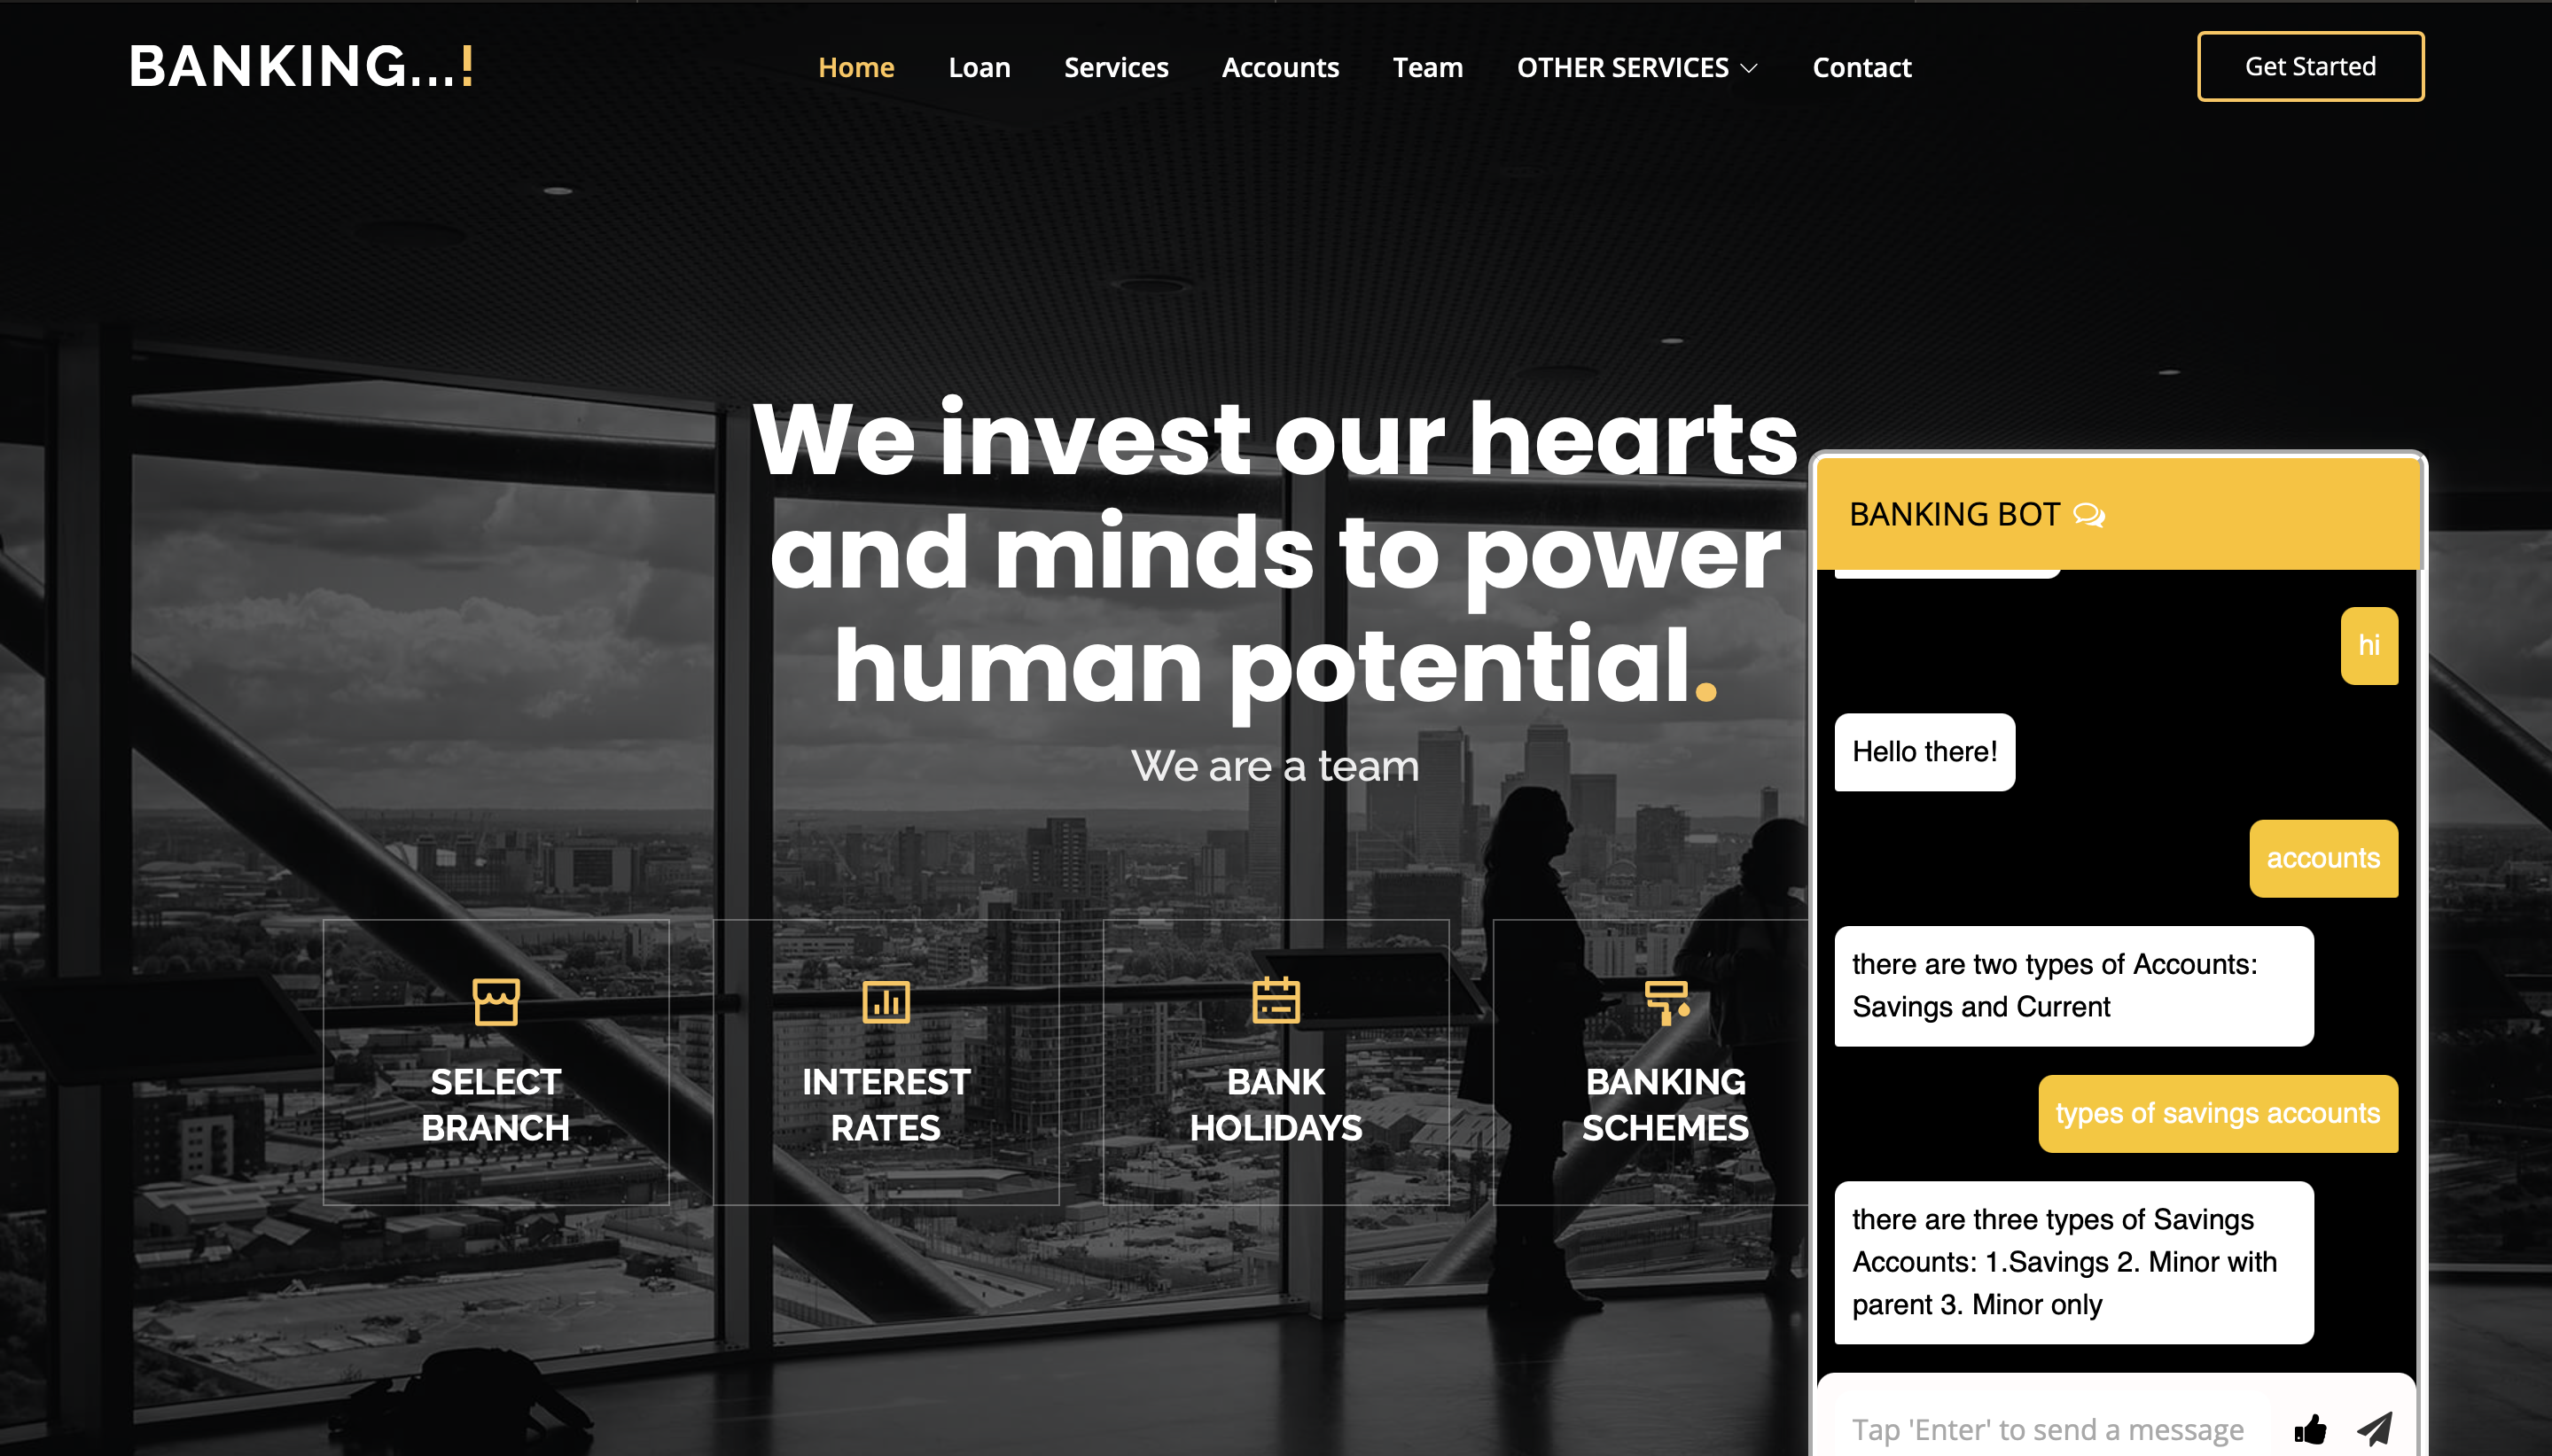 BANKING...!
Home Loan Services Accounts Team OTHER SERVICES Contact
Get Started
We invest our hearts
and minds to power
human potential.
We are a team
SELECT
BRANCH
INTEREST
RATES
BANK
HOLIDAYS
BANKING
SCHEMES
BANKING BOT
hi
Hello there!
accounts
there are two types of Accounts:
Savings and Current
types of savings accounts
there are three types of Savings
Accounts: 1.Savings 2. Minor with
parent 3. Minor only
Tap 'Enter' to send a message